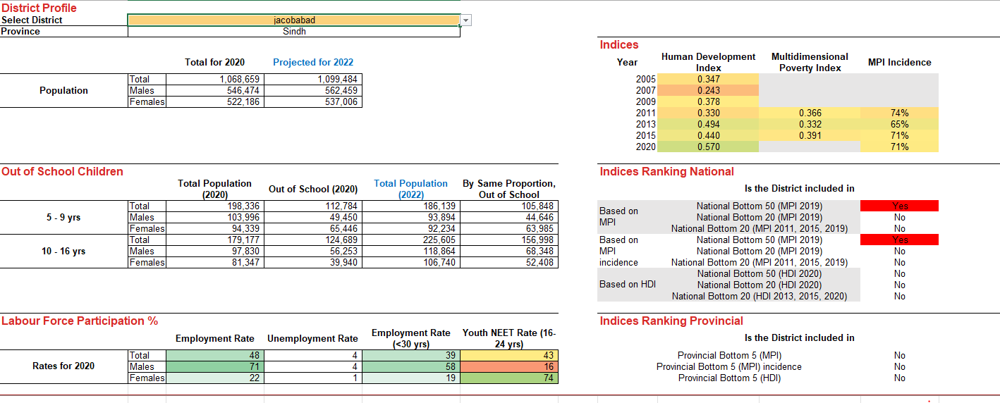 District Profile
Select District jacobabad
Province Sindh
Total for 2020 Projected for 2022
Population
Total 1,068,659 1,099,484
Males 546,474 562,459
Females 522,186 537,006
Indices
Year Human Development Index Multidimensional Poverty Index MPI Incidence
2005 0.347
2007 0.243
2009 0.378
2011 0.330 0.366 74%
2013 0.494 0.332 65%
2015 0.440 0.391 71%
2020 0.570 71%
Out of School Children
Total Population (2020) Out of School (2020) Total Population (2022) By Same Proportion, Out of School
5 - 9 yrs
Total 198,336 112,784 186,139 105,848
Males 103,996 49,450 93,894 44,646
Females 94,339 65,446 92,234 63,985
10 - 16 yrs
Total 179,177 124,689 225,605 156,998
Males 97,830 56,253 118,864 68,348
Females 81,347 39,940 106,740 52,408
Indices Ranking National
Is the District included in
Based on MPI
National Bottom 50 (MPI 2019) Yes
National Bottom 20 (MPI 2019) No
National Bottom 20 (MPI 2011, 2015, 2019) No
Based on MPI incidence
National Bottom 50 (MPI 2019) Yes
National Bottom 20 (MPI 2019) No
National Bottom 20 (MPI 2011, 2015, 2019) No
Based on HDI
National Bottom 50 (HDI 2020) No
National Bottom 20 (HDI 2020) No
National Bottom 20 (HDI 2013, 2015, 2020) No
Labour Force Participation %
Employment Rate Unemployment Rate Employment Rate (<30 yrs) Youth NEET Rate (16-24 yrs)
Rates for 2020
Total 48 4 39 43
Males 71 4 58 16
Females 22 1 19 74
Indices Ranking Provincial
Is the District included in
Provincial Bottom 5 (MPI) No
Provincial Bottom 5 (MPI) incidence No
Provincial Bottom 5 (HDI) No